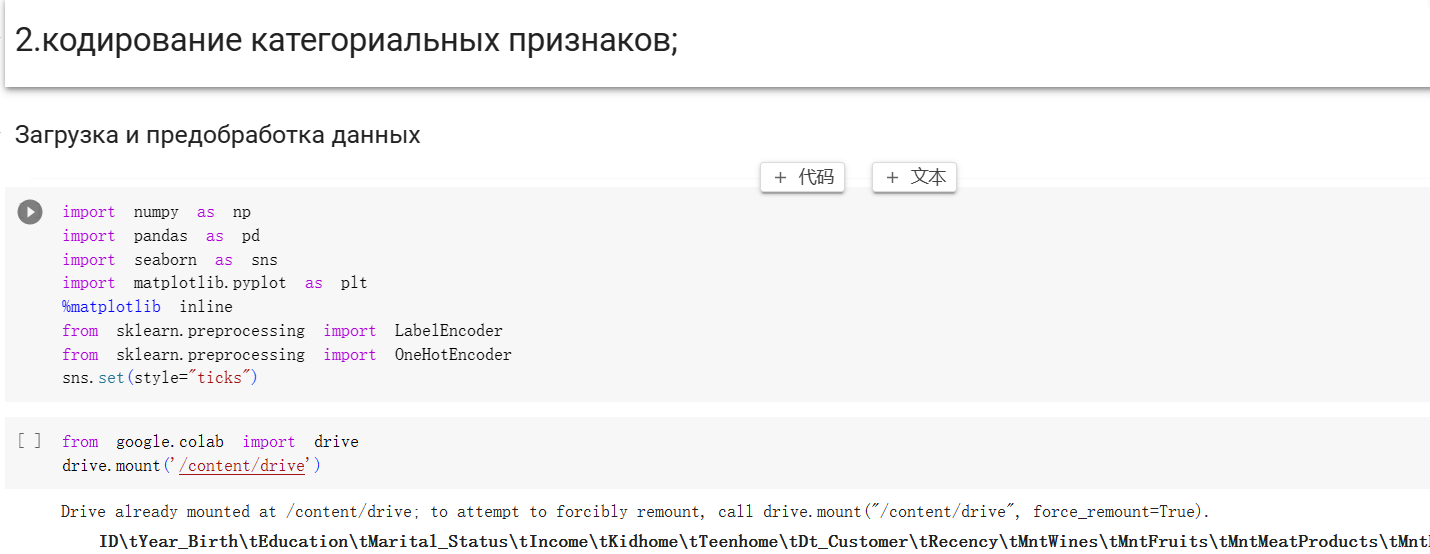 2.кодирование категориальных признаков;
Загрузка и предобработка данных
+ 代码 + 文本
import numpy as np
import pandas as pd
import seaborn as sns
import matplotlib.pyplot as plt
%matplotlib inline
from sklearn.preprocessing import LabelEncoder
from sklearn.preprocessing import OneHotEncoder
sns.set(style="ticks")
[ ] from google.colab import drive
drive.mount('/content/drive')
Drive already mounted at /content/drive; to attempt to forcibly remount, call drive.mount("/content/drive", force_remount=True).
ID\tYear_Birth\tEducation\tMarital_Status\tIncome\tKidhome\tTeenhome\tDt_Customer\tRecency\tMntWines\tMntFruits\tMntMeatProducts\tMnt